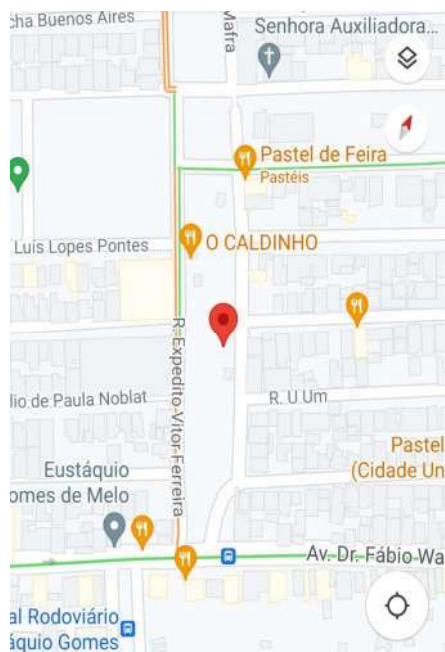 cha Buenos Aires
Mafra
Senhora Auxiliadora...
Pastel de Feira
Pastéis
Luís Lopes Pontes
O CALDINHO
R. Expedito Vitor Ferreira
lio de Paula Noblat
R. U Um
Pastel
(Cidade Un
Eustáquio
omes de Melo
Av. Dr. Fábio Wa
al Rodoviário
áquio Gomes